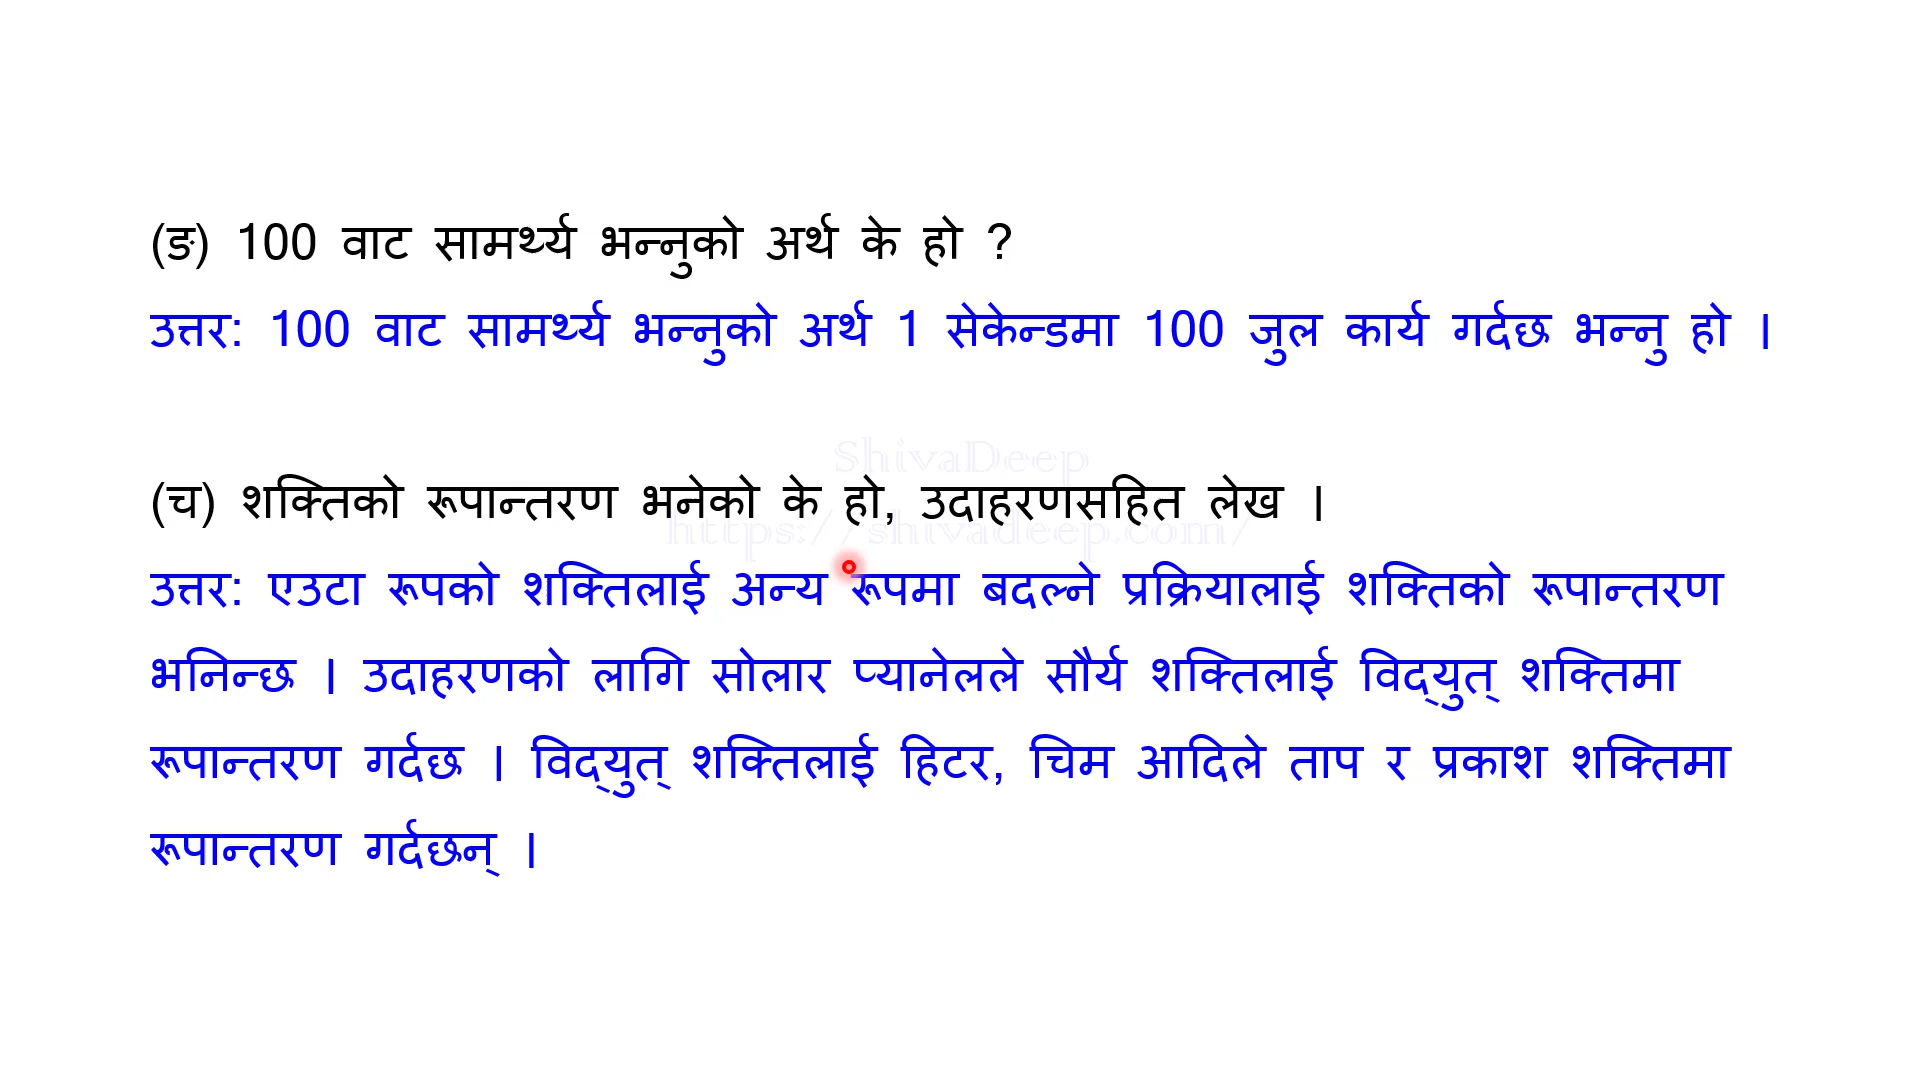 (ङ) 100 वाट सामर्थ्य भन्नुको अर्थ के हो ?
उत्तर: 100 वाट सामर्थ्य भन्नुको अर्थ 1 सेकेन्डमा 100 जुल कार्य गर्दछ भन्नु हो ।
ShivaDeep
(च) शक्तिको रूपान्तरण भनेको के हो, उदाहरणसहित लेख ।
https://shivadeep.com/
उत्तर: एउटा रूपको शक्तिलाई अन्य रूपमा बदल्ने प्रक्रियालाई शक्तिको रूपान्तरण
भनिन्छ । उदाहरणको लागि सोलार प्यानेलले सौर्य शक्तिलाई विद्‌युत् शक्तिमा
रूपान्तरण गर्दछ । विद्‌युत् शक्तिलाई हिटर, चिम आदिले ताप र प्रकाश शक्तिमा
रूपान्तरण गर्दछन् ।